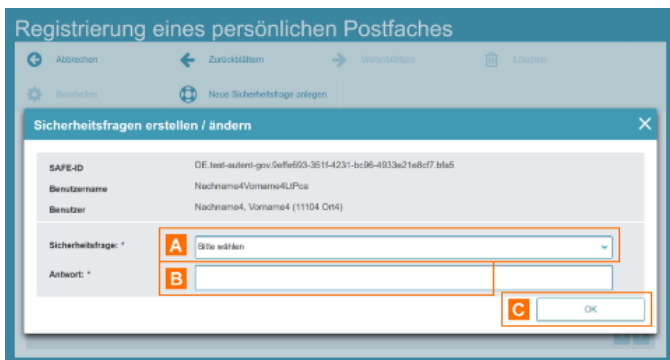 Registrierung eines persönlichen Postfaches
Abbrechen Zurückblättern Weiterblättern Löschen
Bearbeiten Neue Sicherheitsfrage anlegen
Sicherheitsfragen erstellen / ändern
SAFE-ID DE.test-autent-gov.9effe693-351f-4231-bc96-4933e21e8cf7.bfa5
Benutzername Nachname4Vorname4LtPoa
Benutzer Nachname4, Vorname4 (11104 Ort4)
Sicherheitsfrage: * A Bitte wählen
Antwort: * B
C OK